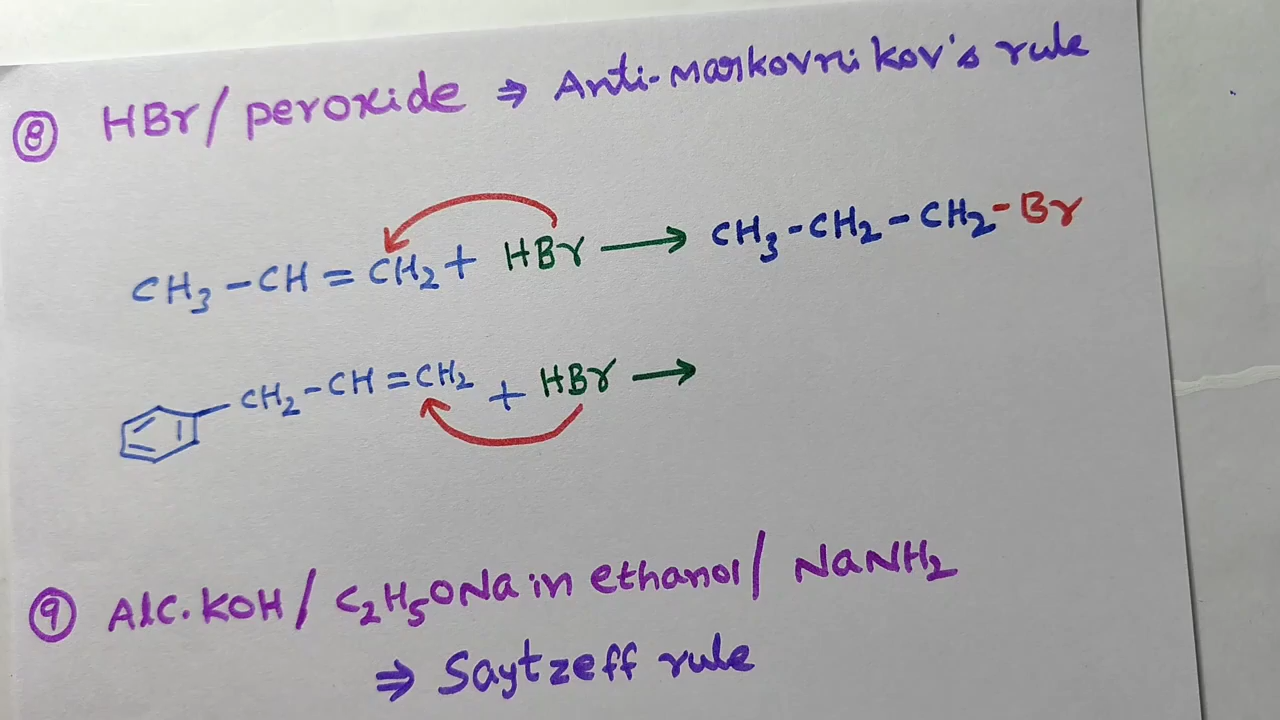 ⑧ HBr/peroxide ⇒ Anti-markovnikov's rule
CH₃-CH=CH₂ + HBr → CH₃-CH₂-CH₂-Br
CH₂-CH=CH₂ + HBr →
⑨ Alc.KOH/C₂H₅ONa in ethanol/NaNH₂
⇒ Saytzeff rule